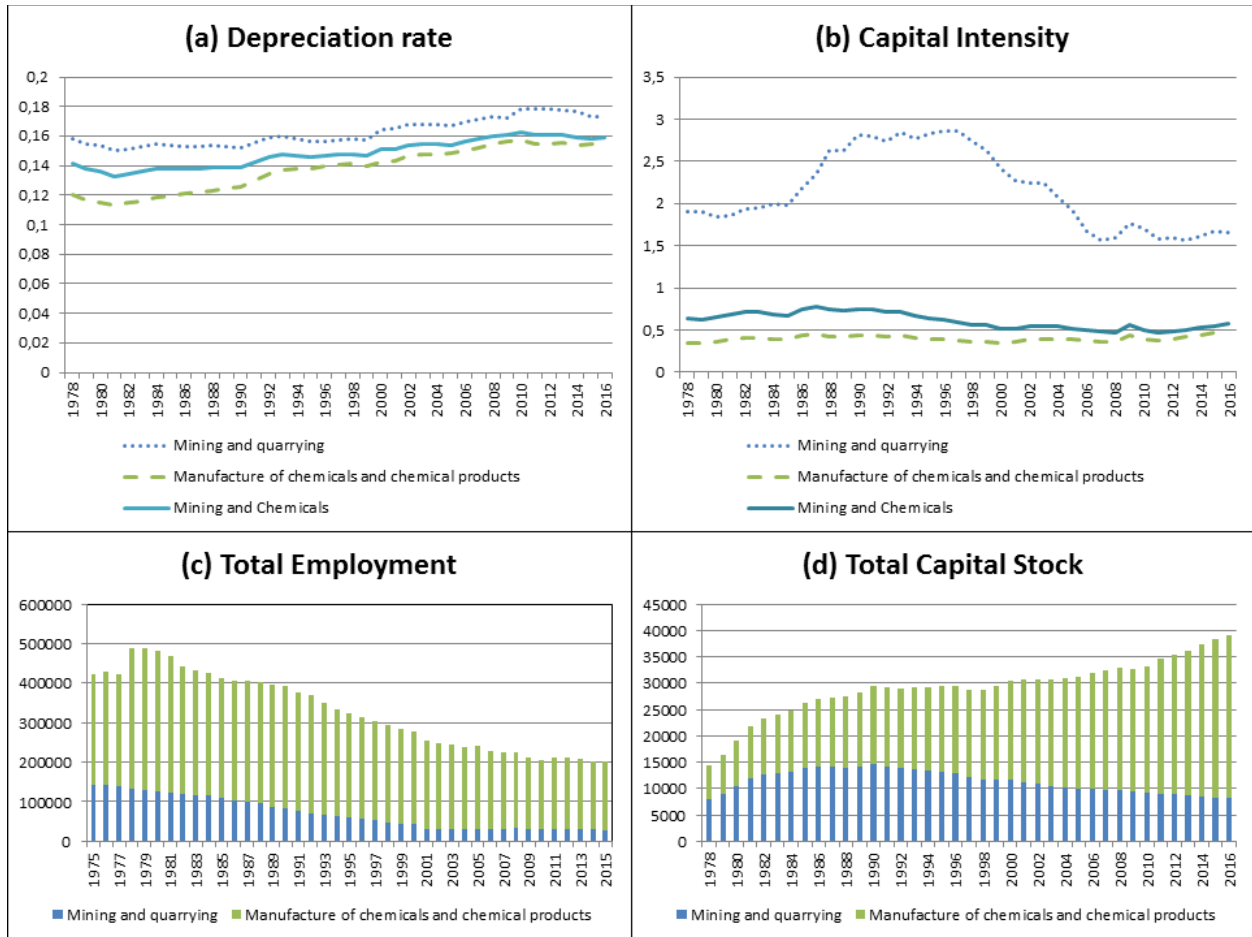 (a) Depreciation rate
0,2
0,18
0,16
0,14
0,12
0,1
0,08
0,06
0,04
0,02
0
1978 1980 1982 1984 1986 1988 1990 1992 1994 1996 1998 2000 2002 2004 2006 2008 2010 2012 2014 2016
Mining and quarrying
Manufacture of chemicals and chemical products
Mining and Chemicals
(b) Capital Intensity
3,5
3
2,5
2
1,5
1
0,5
0
1978 1980 1982 1984 1986 1988 1990 1992 1994 1996 1998 2000 2002 2004 2006 2008 2010 2012 2014 2016
Mining and quarrying
Manufacture of chemicals and chemical products
Mining and Chemicals
(c) Total Employment
600000
500000
400000
300000
200000
100000
0
1975 1977 1979 1981 1983 1985 1987 1989 1991 1993 1995 1997 1999 2001 2003 2005 2007 2009 2011 2013 2015
Mining and quarrying Manufacture of chemicals and chemical products
(d) Total Capital Stock
45000
40000
35000
30000
25000
20000
15000
10000
5000
0
1978 1980 1982 1984 1986 1988 1990 1992 1994 1996 1998 2000 2002 2004 2006 2008 2010 2012 2014 2016
Mining and quarrying Manufacture of chemicals and chemical products